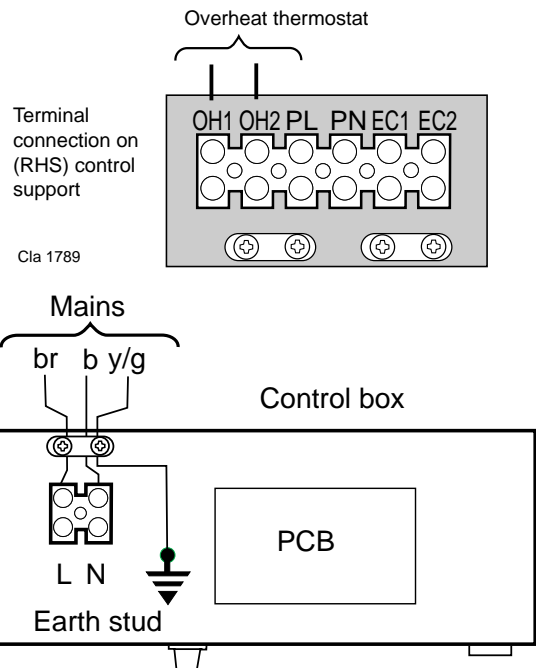 Overheat thermostat
Terminal
connection on
(RHS) control
support
OH1 OH2 PL PN EC1 EC2
Cla 1789
Mains
br b y/g
Control box
PCB
L N
Earth stud